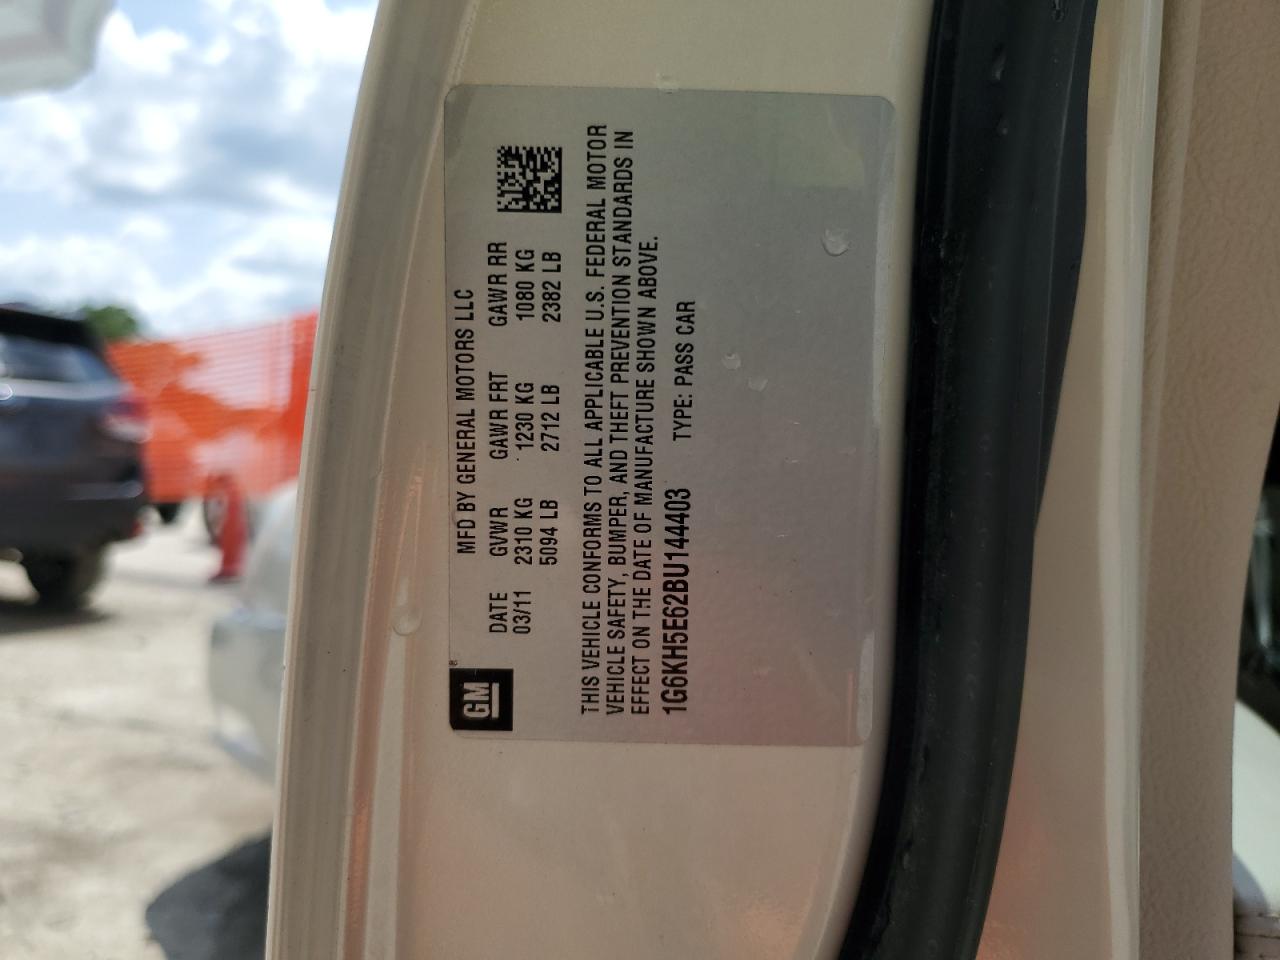 GM
®
MFD BY GENERAL MOTORS LLC
DATE GVWR GAWR FRT GAWR RR
03/11 2310 KG 1230 KG 1080 KG
5094 LB 2712 LB 2382 LB
THIS VEHICLE CONFORMS TO ALL APPLICABLE U.S. FEDERAL MOTOR
VEHICLE SAFETY, BUMPER, AND THEFT PREVENTION STANDARDS IN
EFFECT ON THE DATE OF MANUFACTURE SHOWN ABOVE.
1G6KH5E62BU144403 TYPE: PASS CAR